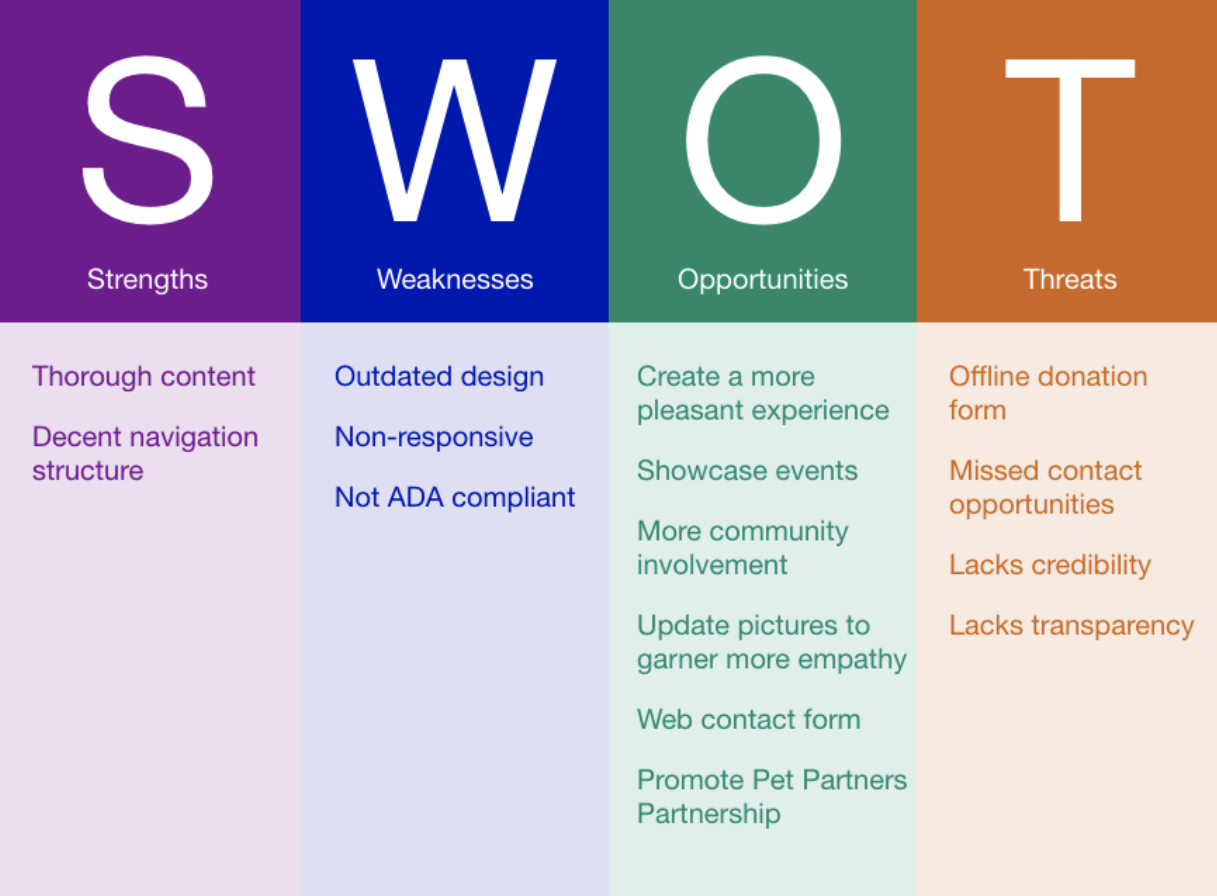 S
Strengths
Thorough content
Decent navigation
structure
W
Weaknesses
Outdated design
Non-responsive
Not ADA compliant
O
Opportunities
Create a more
pleasant experience
Showcase events
More community
involvement
Update pictures to
garner more empathy
Web contact form
Promote Pet Partners
Partnership
T
Threats
Offline donation
form
Missed contact
opportunities
Lacks credibility
Lacks transparency